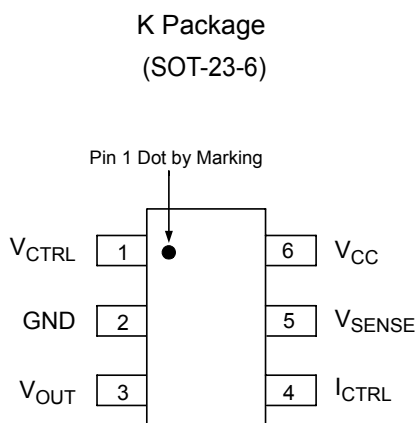 K Package
(SOT-23-6)
Pin 1 Dot by Marking
VCTRL 1 6 VCC
GND 2 5 VSENSE
VOUT 3 4 ICTRL